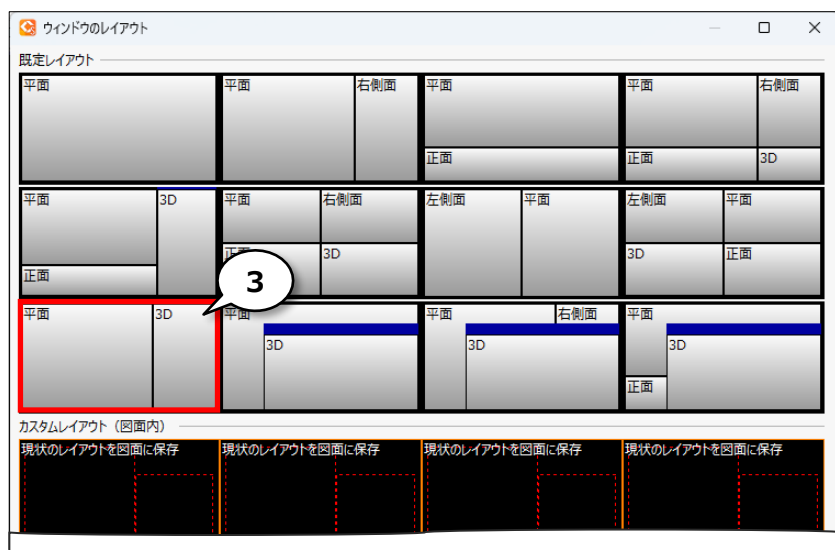 ウィンドウのレイアウト
既定レイアウト
平面
平面 右側面
平面
正面
平面 右側面
正面 3D
平面 3D
正面
平面 右側面
正面 3D
左側面 平面
左側面 平面
3D 正面
3
平面 3D
平面
3D
平面 右側面
3D
平面
3D
正面
カスタムレイアウト（図面内）
現状のレイアウトを図面に保存
現状のレイアウトを図面に保存
現状のレイアウトを図面に保存
現状のレイアウトを図面に保存